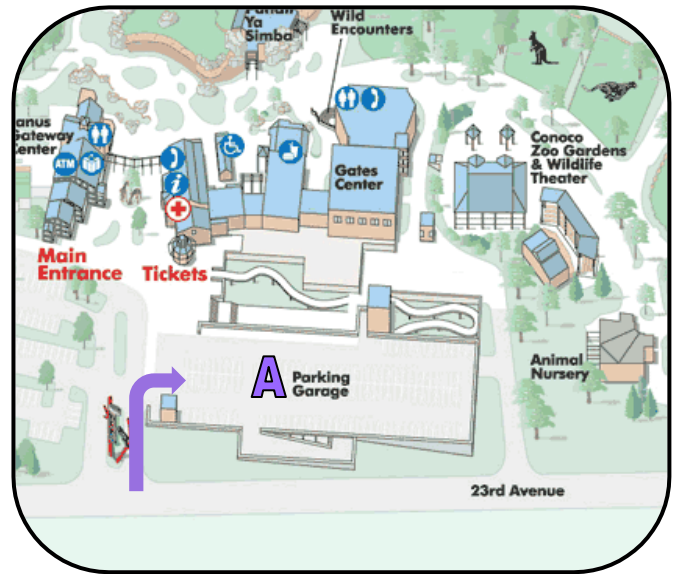 Ya
Simba
Wild
Encounters
anus
Gateway
Center
ATM
i
Gates
Center
Conoco
Zoo Gardens
& Wildlife
Theater
Main
Entrance
Tickets
A
Parking
Garage
Animal
Nursery
23rd Avenue